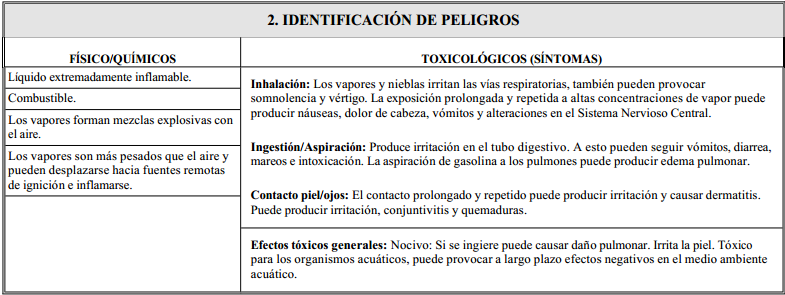 2. IDENTIFICACIÓN DE PELIGROS
FÍSICO/QUÍMICOS
Líquido extremadamente inflamable.
Combustible.
Los vapores forman mezclas explosivas con
el aire.
Los vapores son más pesados que el aire y
pueden desplazarse hacia fuentes remotas
de ignición e inflamarse.
TOXICOLÓGICOS (SÍNTOMAS)
Inhalación: Los vapores y nieblas irritan las vías respiratorias, también pueden provocar
somnolencia y vértigo. La exposición prolongada y repetida a altas concentraciones de vapor puede
producir náuseas, dolor de cabeza, vómitos y alteraciones en el Sistema Nervioso Central.
Ingestión/Aspiración: Produce irritación en el tubo digestivo. A esto pueden seguir vómitos, diarrea,
mareos e intoxicación. La aspiración de gasolina a los pulmones puede producir edema pulmonar.
Contacto piel/ojos: El contacto prolongado y repetido puede producir irritación y causar dermatitis.
Puede producir irritación, conjuntivitis y quemaduras.
Efectos tóxicos generales: Nocivo: Si se ingiere puede causar daño pulmonar. Irrita la piel. Tóxico
para los organismos acuáticos, puede provocar a largo plazo efectos negativos en el medio ambiente
acuático.